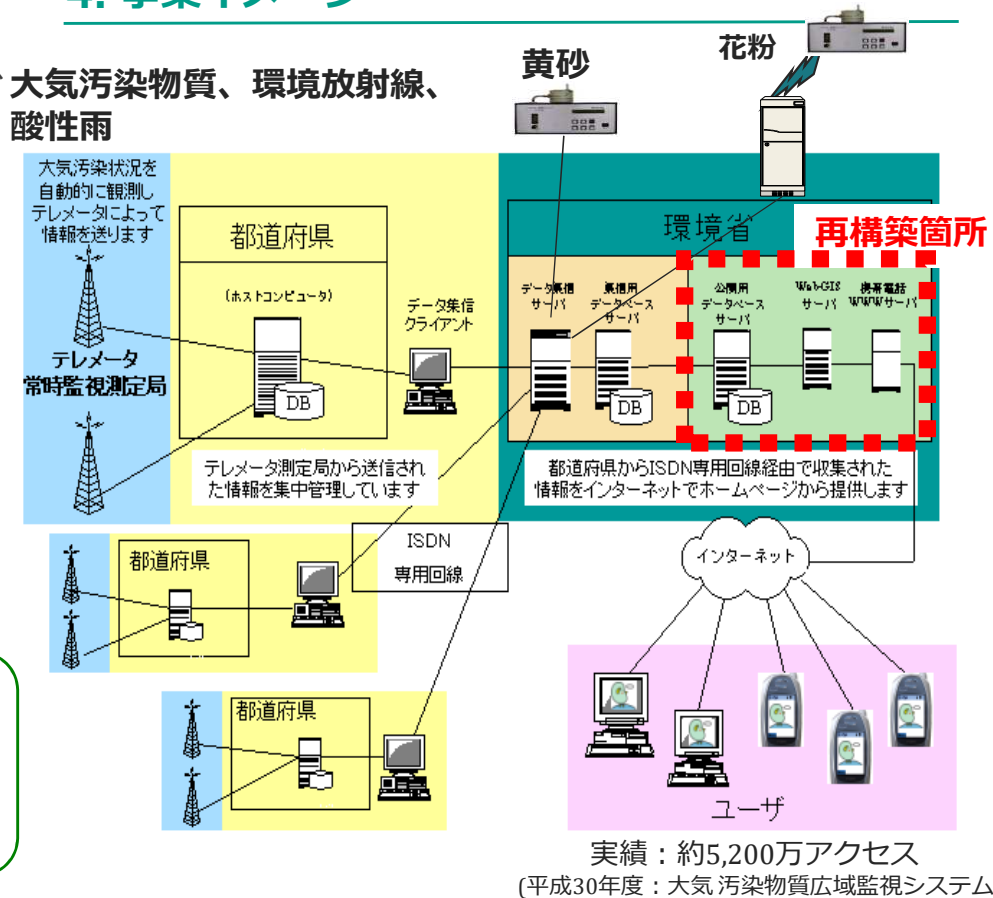 4. 事業イメージ
大気汚染物質、環境放射線、
酸性雨
黄砂
花粉
大気汚染状況を
自動的に観測し
テレメータによって
情報を送ります
テレメータ
常時監視測定局
都道府県
(ホストコンピュータ)
DB
データ集信
クライアント
テレメータ測定局から送信され
た情報を集中管理しています
環境省
再構築箇所
データ集信
サーバ
集信用
データベース
サーバ
DB
公開用
データベース
サーバ
DB
Web-GIS
サーバ
携帯電話
WWWサーバ
都道府県からISDN専用回線経由で収集された
情報をインターネットでホームページから提供します
ISDN
専用回線
都道府県
都道府県
インターネット
ユーザ
実績：約5,200万アクセス
(平成30年度：大気汚染物質広域監視システム